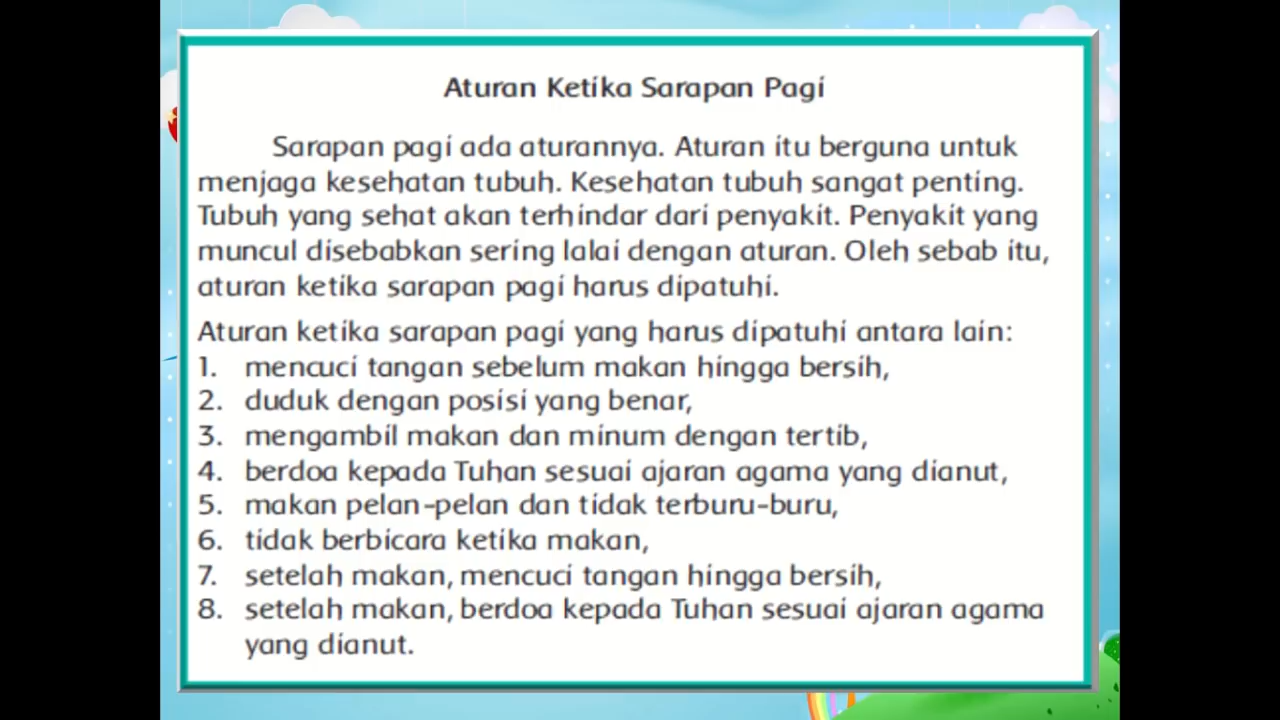 Aturan Ketika Sarapan Pagi
Sarapan pagi ada aturannya. Aturan itu berguna untuk
menjaga kesehatan tubuh. Kesehatan tubuh sangat penting.
Tubuh yang sehat akan terhindar dari penyakit. Penyakit yang
muncul disebabkan sering lalai dengan aturan. Oleh sebab itu,
aturan ketika sarapan pagi harus dipatuhi.
Aturan ketika sarapan pagi yang harus dipatuhi antara lain:
1. mencuci tangan sebelum makan hingga bersih,
2. duduk dengan posisi yang benar,
3. mengambil makan dan minum dengan tertib,
4. berdoa kepada Tuhan sesuai ajaran agama yang dianut,
5. makan pelan-pelan dan tidak terburu-buru,
6. tidak berbicara ketika makan,
7. setelah makan, mencuci tangan hingga bersih,
8. setelah makan, berdoa kepada Tuhan sesuai ajaran agama
yang dianut.